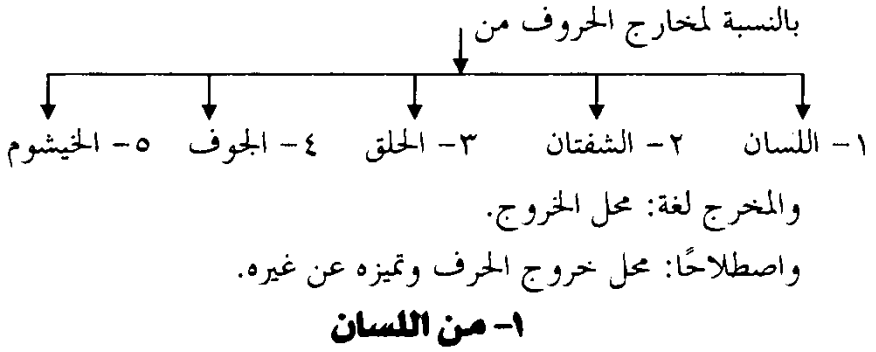 بالنسبة لمخارج الحروف من
١- اللسان ٢- الشفتان ٣- الحلق ٤- الجوف ٥- الخيشوم
والمخرج لغة: محل الخروج.
واصطلاحًا: محل خروج الحرف وتميزه عن غيره.
١- من اللسان